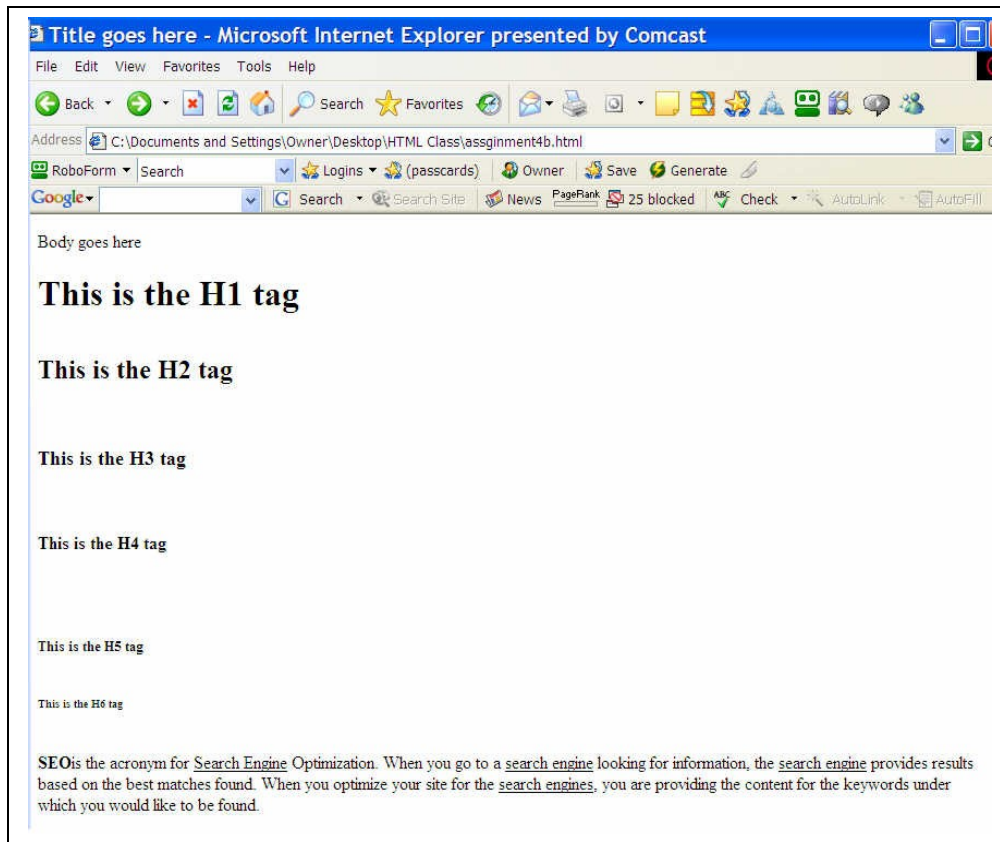 Title goes here - Microsoft Internet Explorer presented by Comcast
File Edit View Favorites Tools Help
Back Search Favorites
Address C:\Documents and Settings\Owner\Desktop\HTML Class\assginment4b.html
RoboForm Search Logins (passcards) Owner Save Generate
Google G Search Search Site News PageRank 25 blocked ABC Check AutoLink AutoFill
Body goes here
This is the H1 tag
This is the H2 tag
This is the H3 tag
This is the H4 tag
This is the H5 tag
This is the H6 tag
SEOis the acronym for Search Engine Optimization. When you go to a search engine looking for information, the search engine provides results
based on the best matches found. When you optimize your site for the search engines, you are providing the content for the keywords under
which you would like to be found.